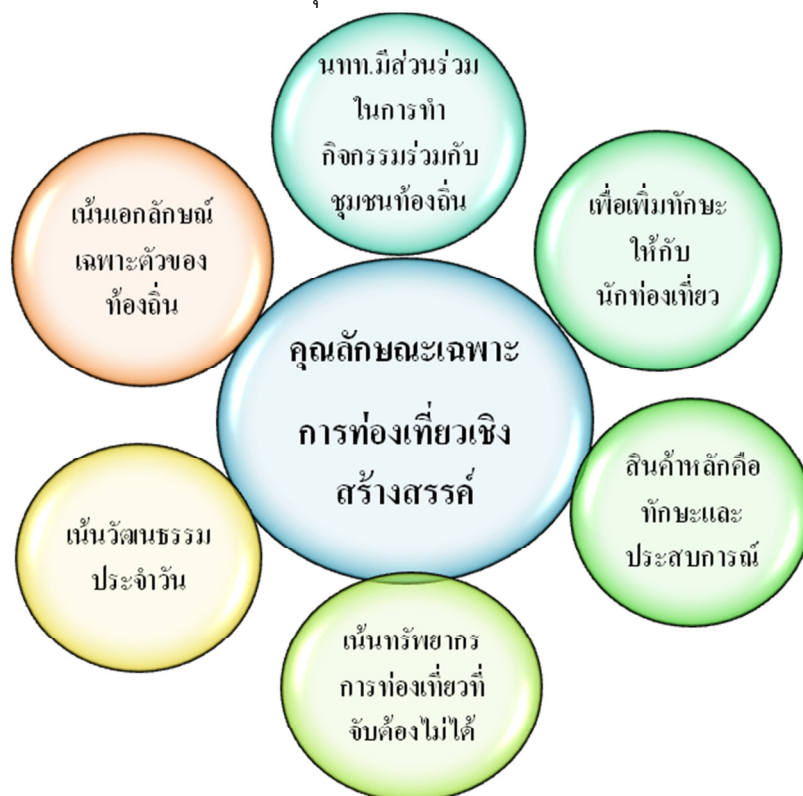 นทท.มีส่วนร่วม
ในการทำ
กิจกรรมร่วมกับ
ชุมชนท้องถิ่น
เพื่อเพิ่มทักษะ
ให้กับ
นักท่องเที่ยว
สินค้าหลักคือ
ทักษะและ
ประสบการณ์
เน้นทรัพยากร
การท่องเที่ยวที่
จับต้องไม่ได้
เน้นวัฒนธรรม
ประจำวัน
เน้นเอกลักษณ์
เฉพาะตัวของ
ท้องถิ่น
คุณลักษณะเฉพาะ
การท่องเที่ยวเชิง
สร้างสรรค์